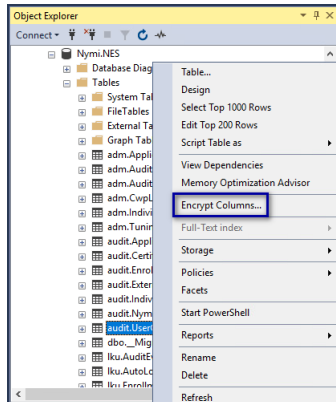 Object Explorer
Connect
Nymi.NES
Database Diag
Tables
System Tal
FileTables
External Ta
Graph Tab
adm.Appli
adm.Audit
adm.Audit
adm.CwpL
adm.Indivi
adm.Tunin
audit.Appl
audit.Certi
audit.Enrol
audit.Exter
audit.Indiv
audit.Nym
audit.User
dbo.__Mig
lku.AuditE
lku.AutoLo
lku.Enrollm
Table...
Design
Select Top 1000 Rows
Edit Top 200 Rows
Script Table as
View Dependencies
Memory Optimization Advisor
Encrypt Columns...
Full-Text index
Storage
Policies
Facets
Start PowerShell
Reports
Rename
Delete
Refresh